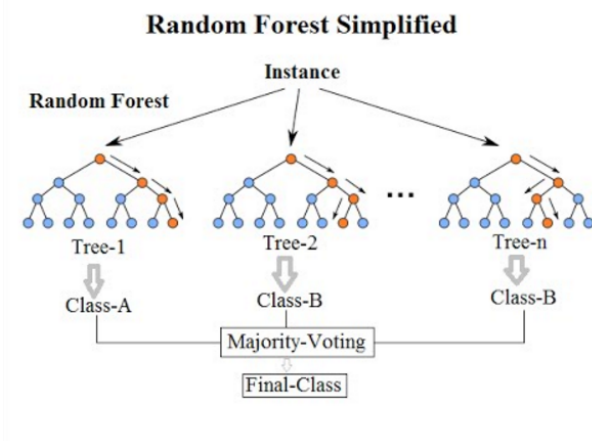 Random Forest Simplified
Instance
Random Forest
...
Tree-1
Tree-2
Tree-n
Class-A
Class-B
Class-B
Majority-Voting
Final-Class